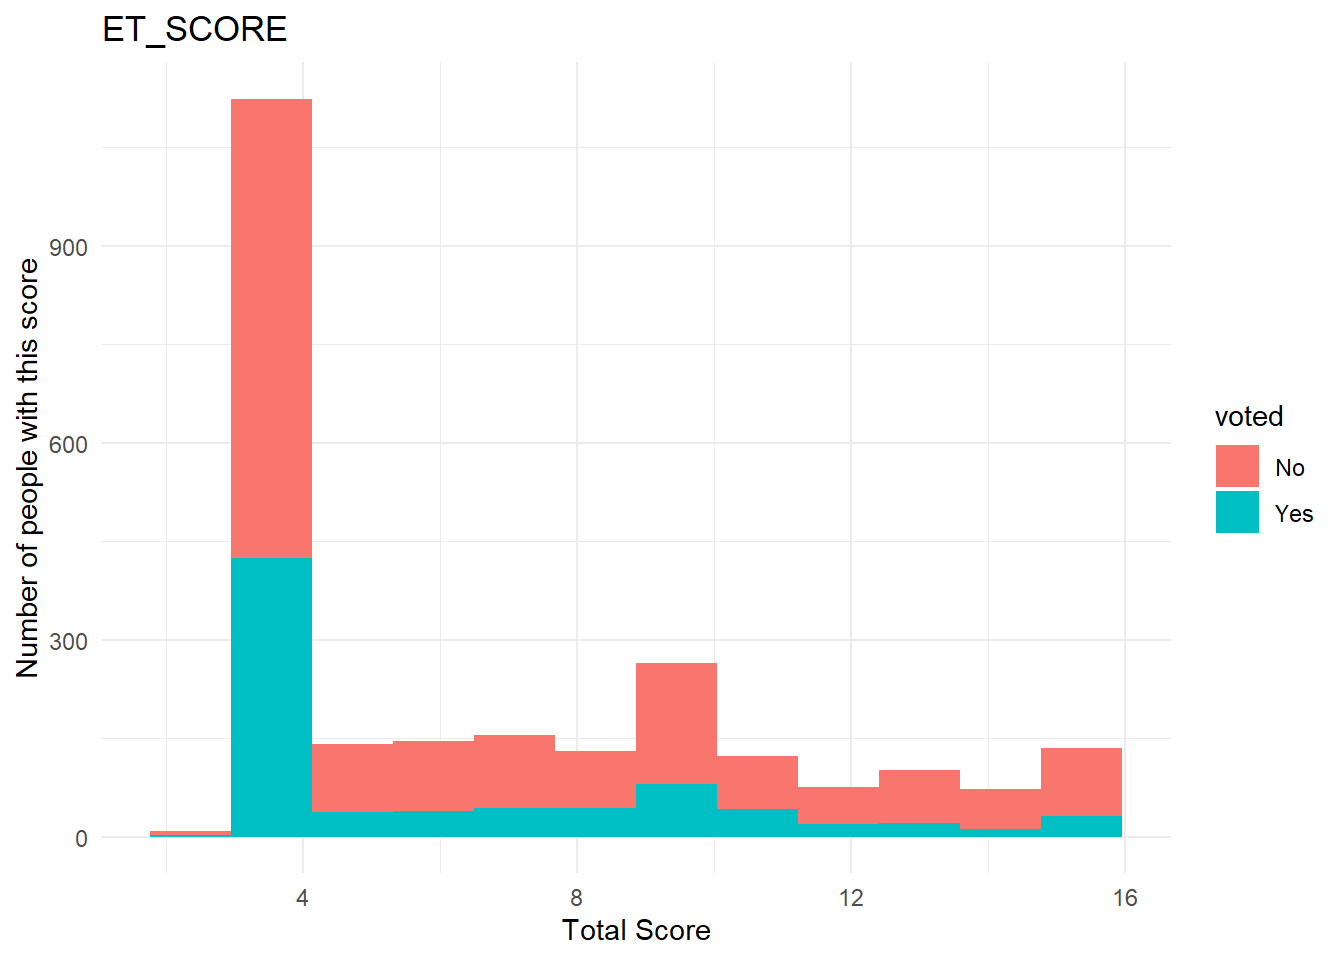 ET_SCORE
Number of people with this score
900
600
300
0
4 8 12 16
Total Score
voted
No
Yes